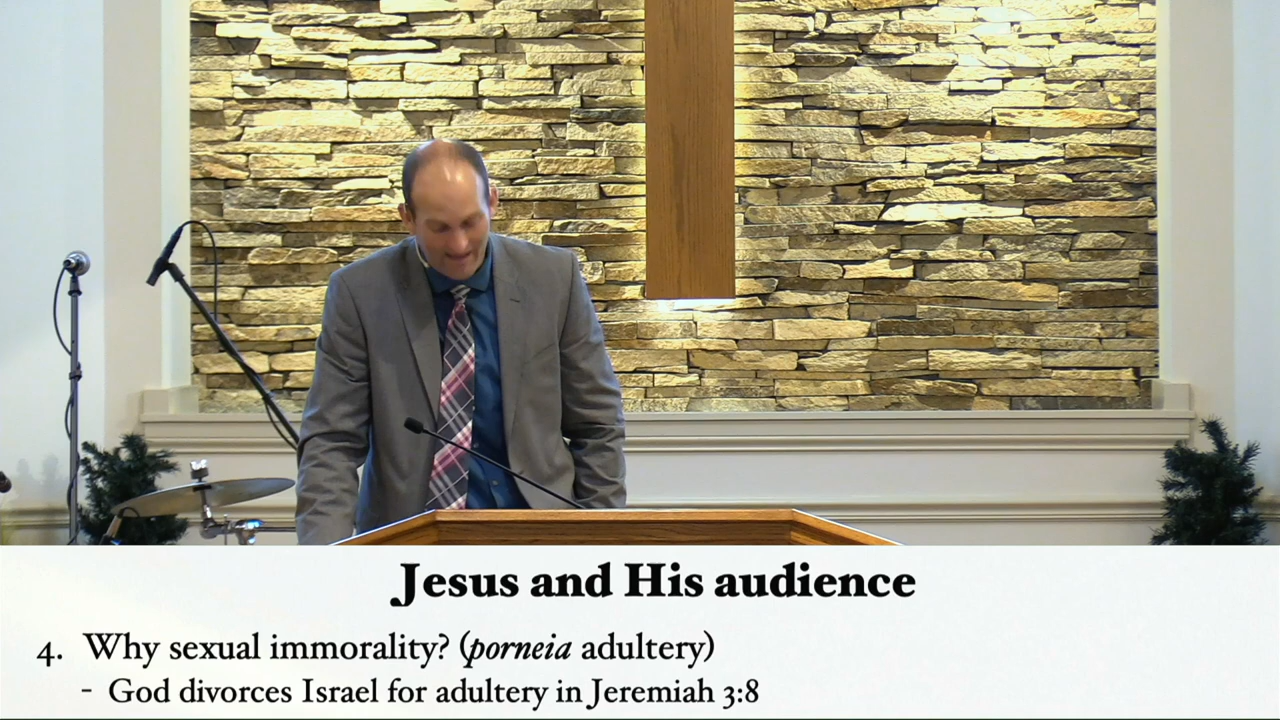 Jesus and His audience
4. Why sexual immorality? (porneia adultery)
- God divorces Israel for adultery in Jeremiah 3:8